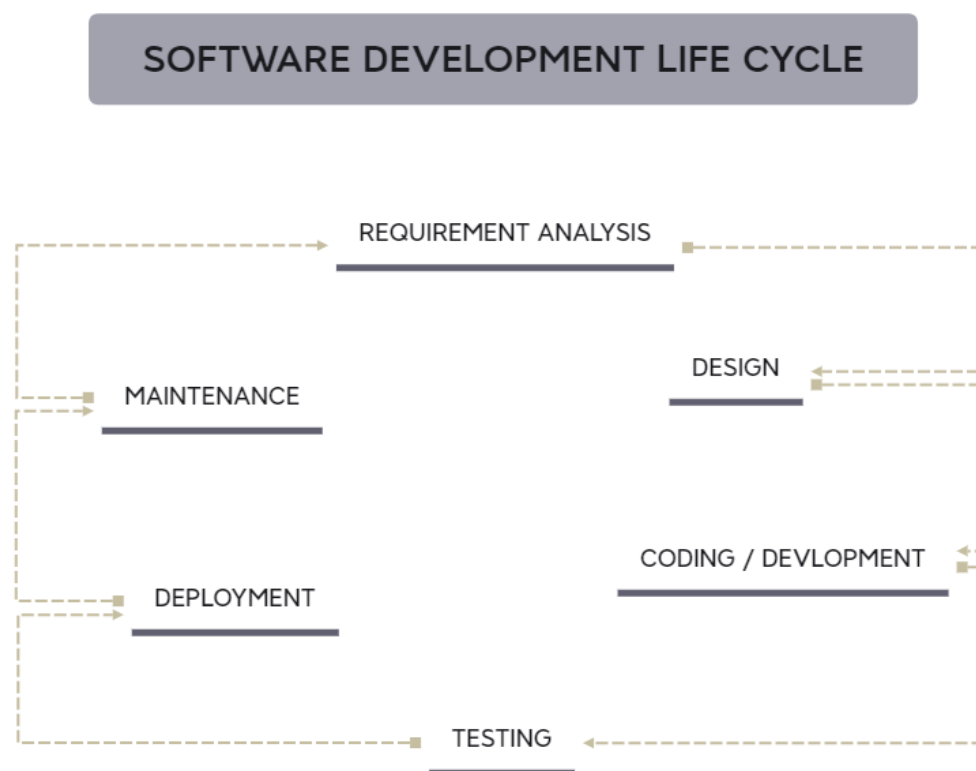 SOFTWARE DEVELOPMENT LIFE CYCLE
REQUIREMENT ANALYSIS
DESIGN
MAINTENANCE
CODING / DEVLOPMENT
DEPLOYMENT
TESTING